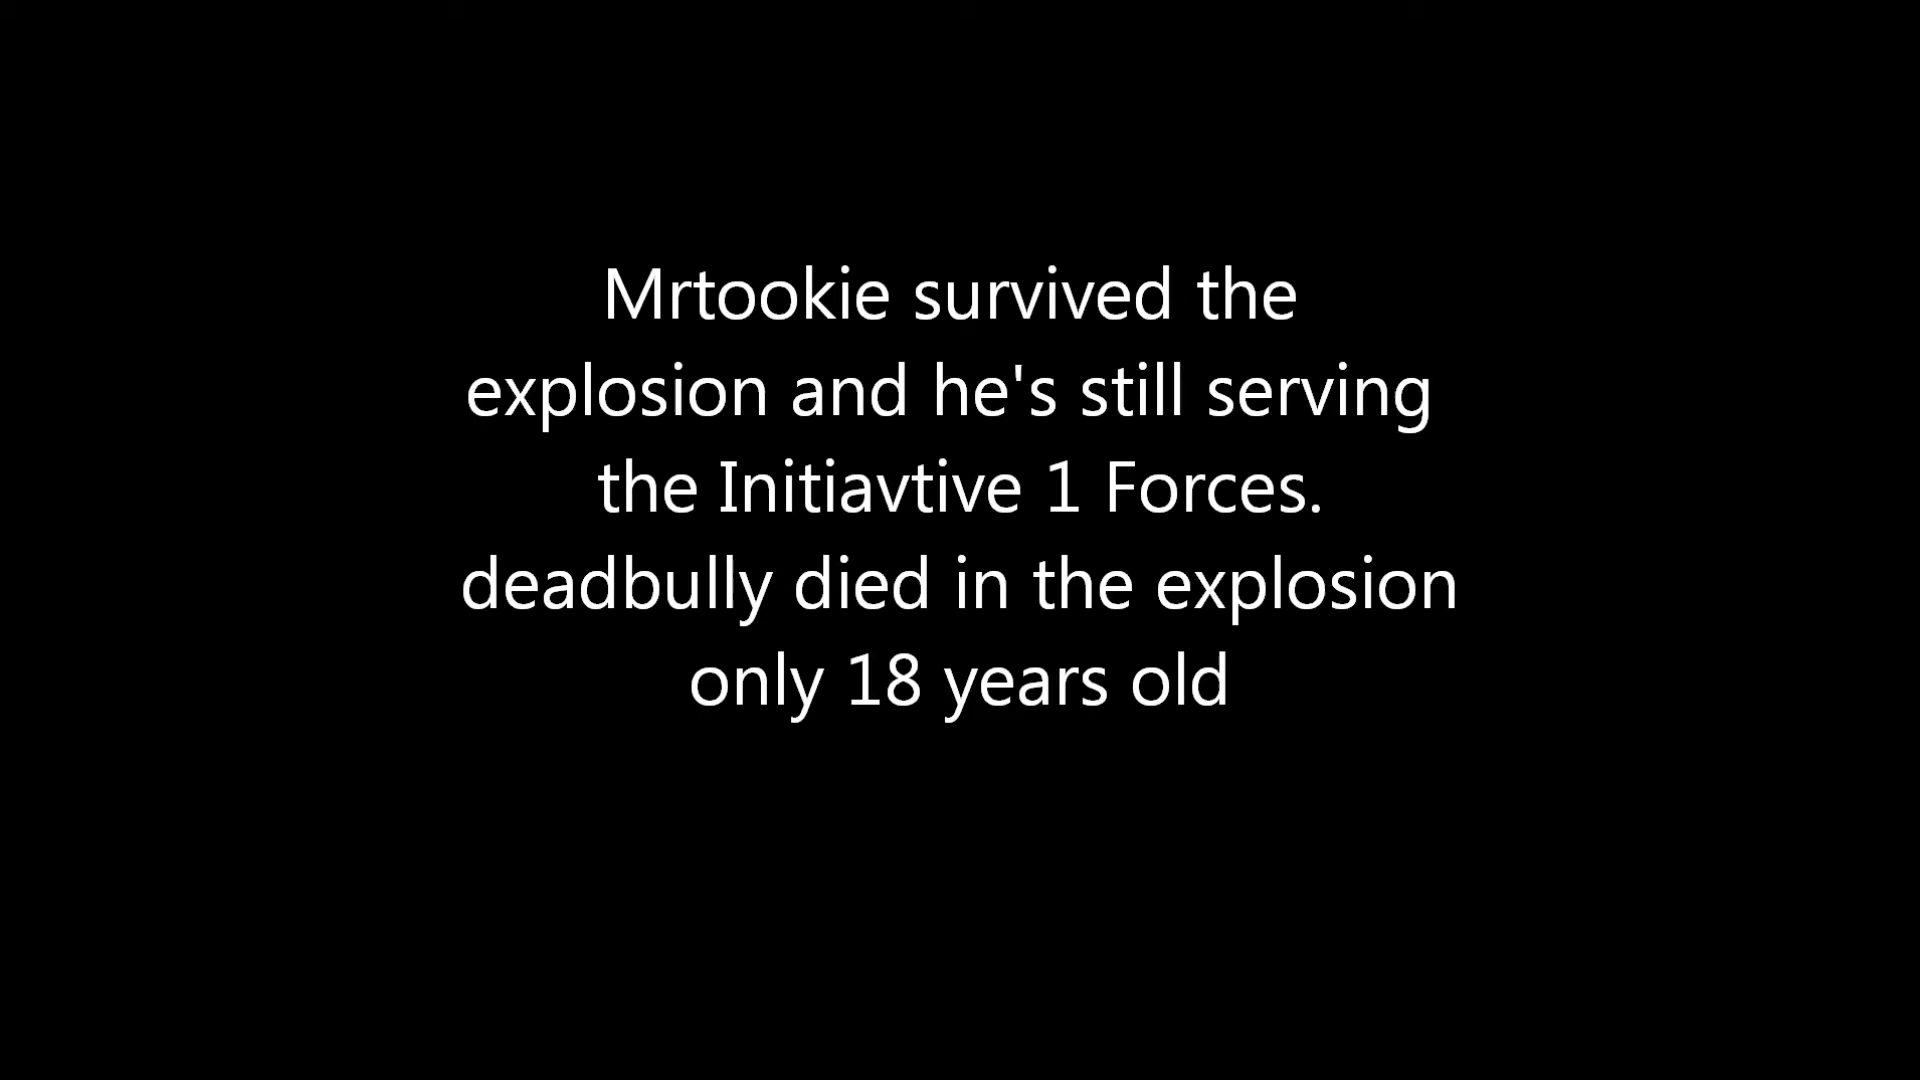 Mrtookie survived the
explosion and he's still serving
the Initiavtive 1 Forces.
deadbully died in the explosion
only 18 years old